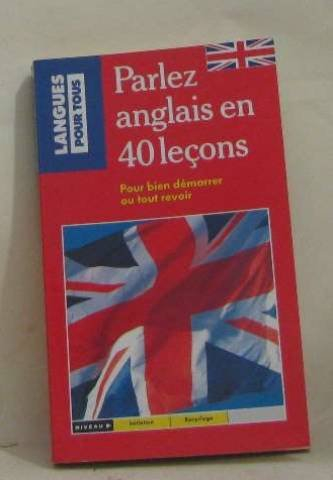 LANGUES
POUR TOUS
Parlez
anglais en
40 leçons
Pour bien démarrer
ou tout revoir
NIVEAU
Initiation
Recyclage